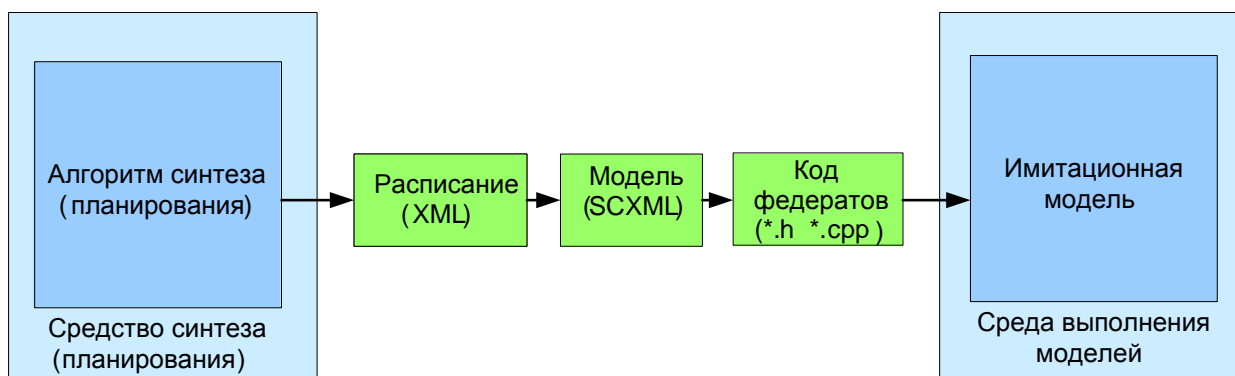 Алгоритм синтеза
(планирования)
Средство синтеза
(планирования)
Расписание
(XML)
Модель
(SCXML)
Код
федератов
(*.h *.cpp )
Имитационная
модель
Среда выполнения
моделей